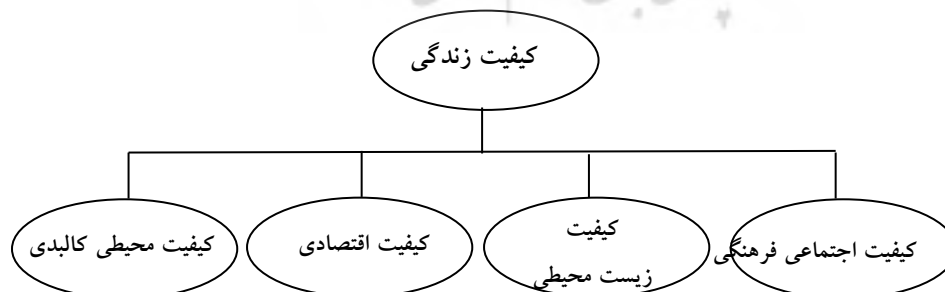 کیفیت زندگی
کیفیت اجتماعی فرهنگی
کیفیت
زیست محیطی
کیفیت اقتصادی
کیفیت محیطی کالبدی